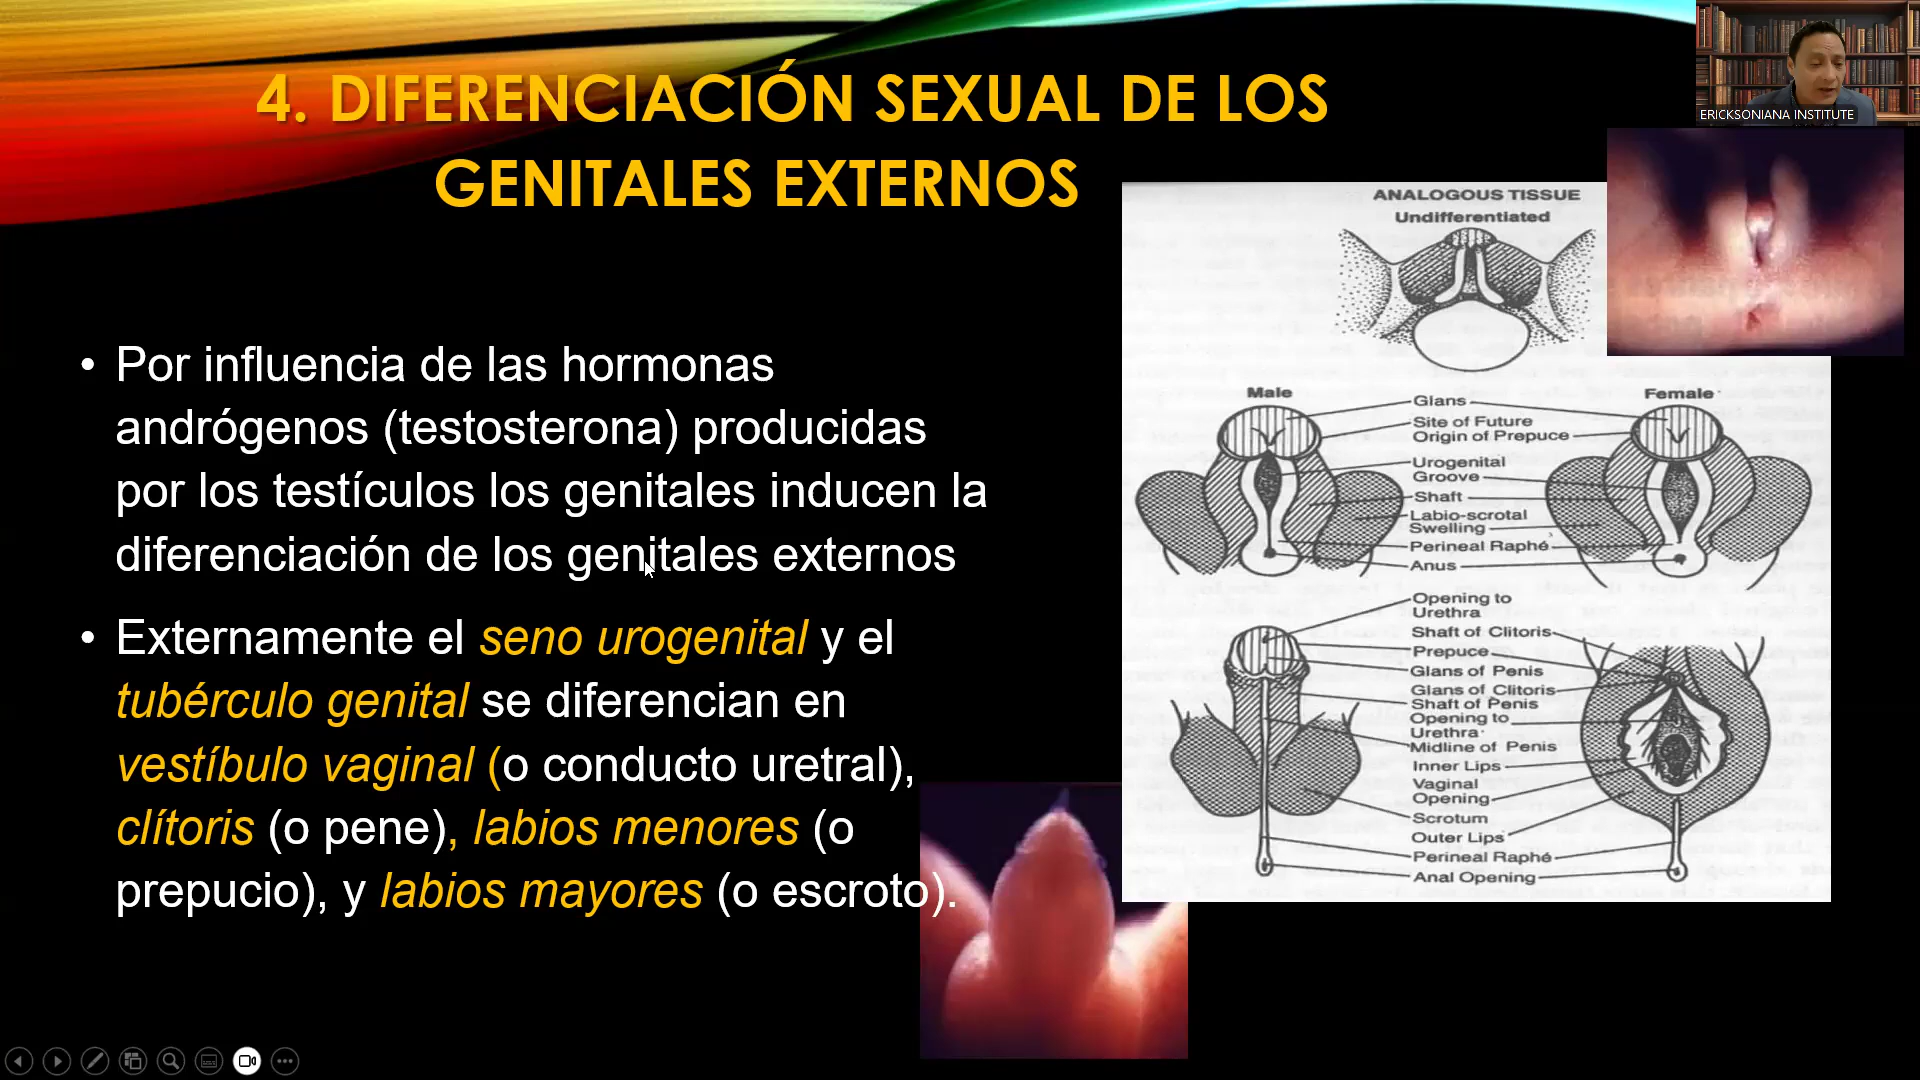 4. DIFERENCIACIÓN SEXUAL DE LOS
GENITALES EXTERNOS
ERICKSONIANA INSTITUTE
• Por influencia de las hormonas
andrógenos (testosterona) producidas
por los testículos los genitales inducen la
diferenciación de los genitales externos
• Externamente el seno urogenital y el
tubérculo genital se diferencian en
vestíbulo vaginal (o conducto uretral),
clítoris (o pene), labios menores (o
prepucio), y labios mayores (o escroto).
ANALOGOUS TISSUE
Undifferentiated
Male
Female
Glans
Site of Future
Origin of Prepuce
Urogenital
Groove
Shaft
Labio-scrotal
Swelling
Perineal Raphé
Anus
Opening to
Urethra
Shaft of Clitoris
Prepuce
Glans of Penis
Glans of Clitoris
Shaft of Penis
Opening to
Urethra
Midline of Penis
Inner Lips
Vaginal
Opening
Scrotum
Outer Lips
Perineal Raphé
Anal Opening